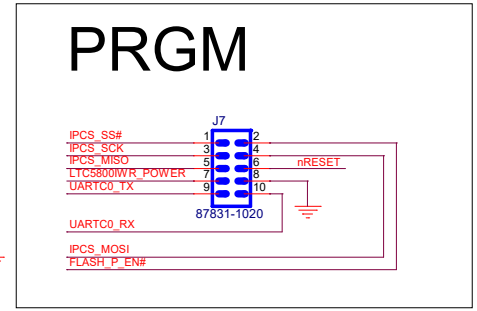 PRGM
J7
IPCS_SS# 1 2
IPCS_SCK 3 4
IPCS_MISO 5 6 nRESET
LTC5800IWR_POWER 7 8
UARTC0_TX 9 10
87831-1020
UARTC0_RX
IPCS_MOSI
FLASH_P_EN#